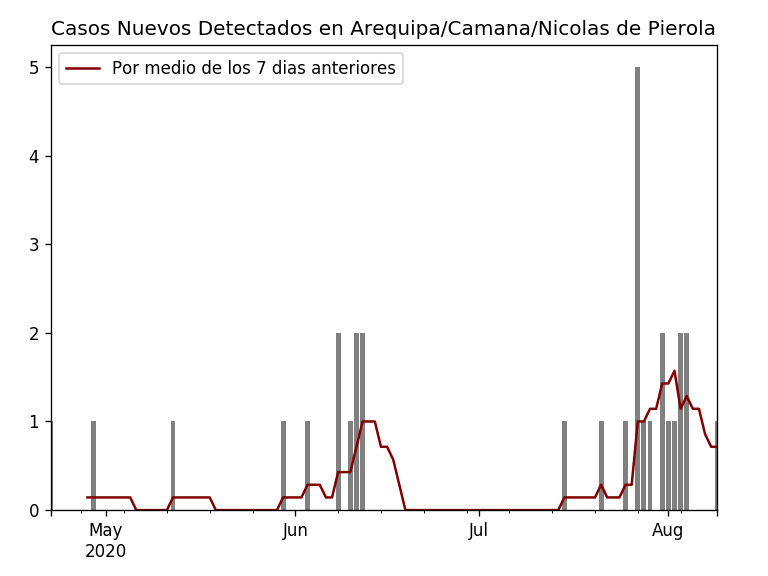 Casos Nuevos Detectados en Arequipa/Camana/Nicolas de Pierola
Por medio de los 7 dias anteriores
5
4
3
2
1
0
May
2020
Jun
Jul
Aug